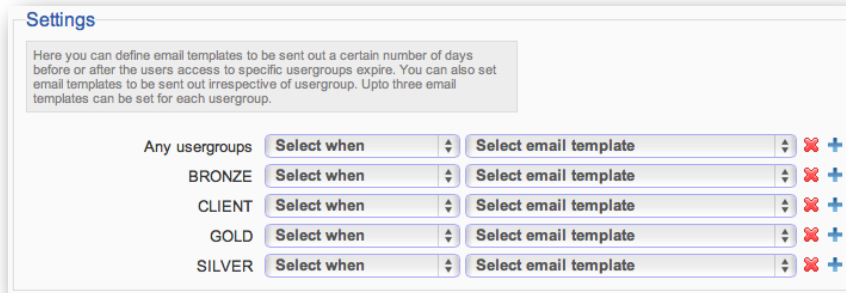 Settings
Here you can define email templates to be sent out a certain number of days
before or after the users access to specific usergroups expire. You can also set
email templates to be sent out irrespective of usergroup. Upto three email
templates can be set for each usergroup.
Any usergroups Select when Select email template
BRONZE Select when Select email template
CLIENT Select when Select email template
GOLD Select when Select email template
SILVER Select when Select email template